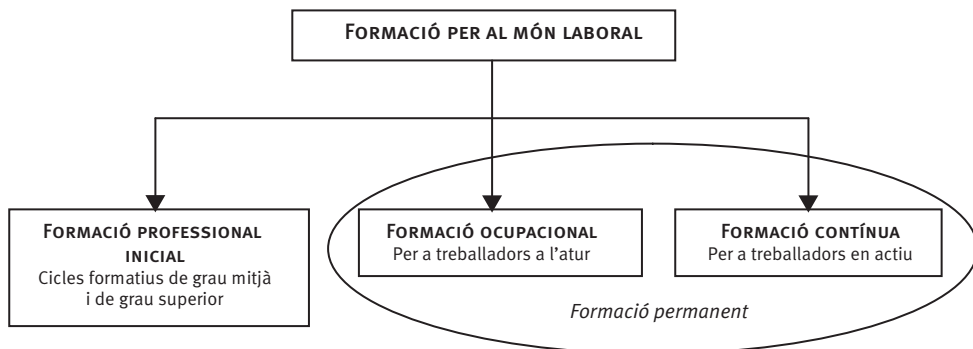 FORMACIÓ PER AL MÓN LABORAL
FORMACIÓ PROFESSIONAL
INICIAL
Cicles formatius de grau mitjà
i de grau superior
FORMACIÓ OCUPACIONAL
Per a treballadors a l'atur
FORMACIÓ CONTÍNUA
Per a treballadors en actiu
Formació permanent